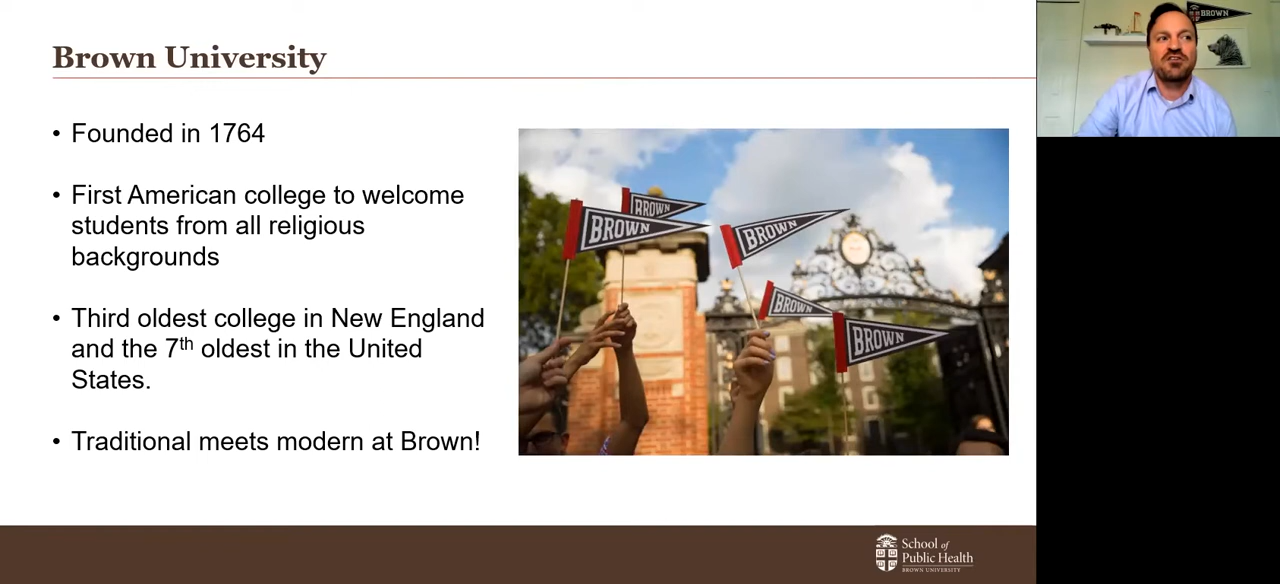 Brown University
• Founded in 1764
• First American college to welcome
students from all religious
backgrounds
• Third oldest college in New England
and the 7th oldest in the United
States.
• Traditional meets modern at Brown!
BROWN
BROWN
BROWN
BROWN
BROWN
School of
Public Health
BROWN UNIVERSITY
BROWN